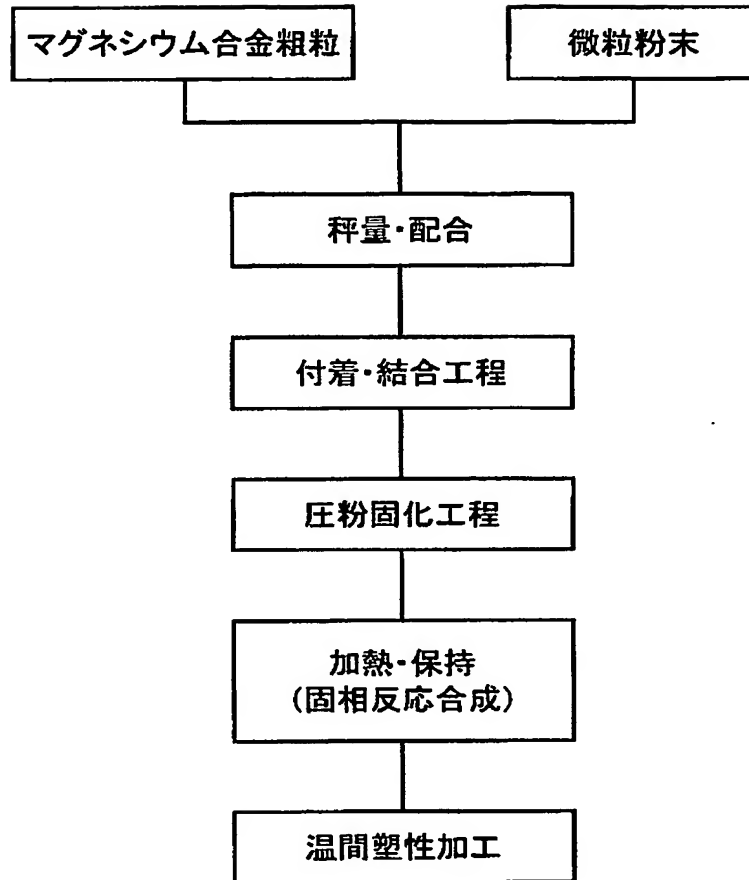 マグネシウム合金粗粒
微粒粉末
秤量・配合
付着・結合工程
圧粉固化工程
加熱・保持
(固相反応合成)
温間塑性加工